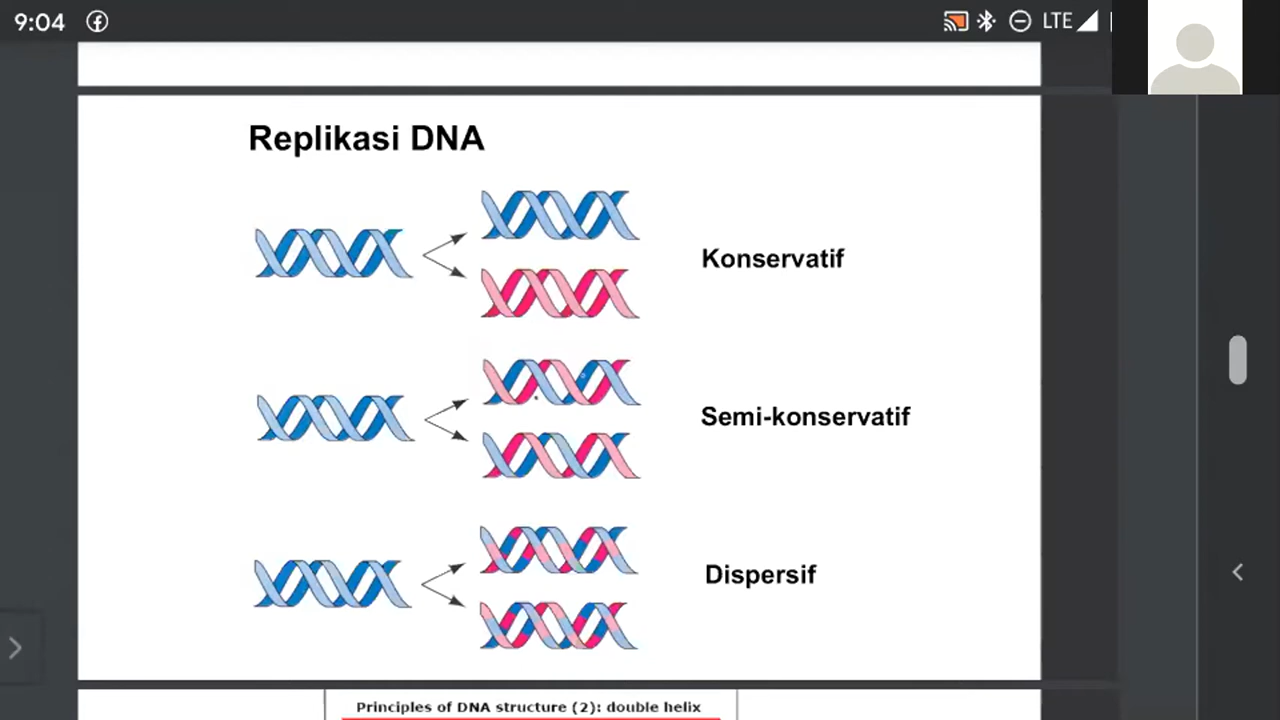 9:04
LTE
Replikasi DNA
Konservatif
Semi-konservatif
Dispersif
Principles of DNA structure (2): double helix